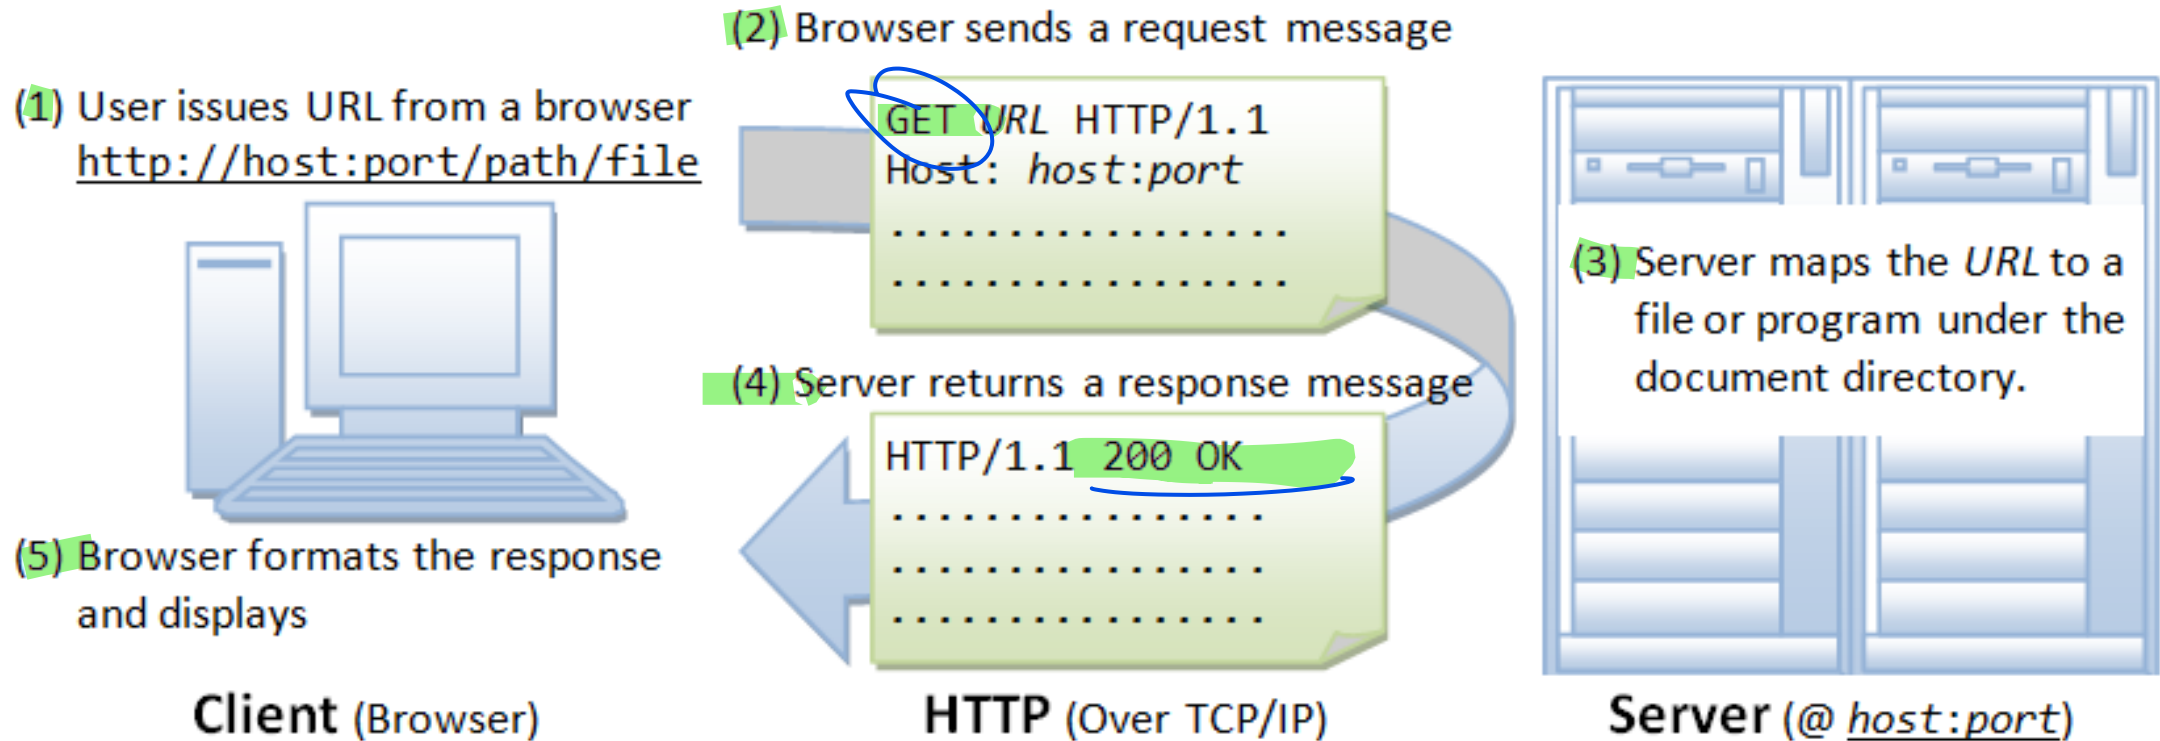 (1) User issues URL from a browser
http://host:port/path/file
(2) Browser sends a request message
GET URL HTTP/1.1
Host: host:port
. . . . . . . . . . . . . . . . .
. . . . . . . . . . . . . . . . .
(3) Server maps the URL to a
file or program under the
document directory.
(4) Server returns a response message
HTTP/1.1 200 OK
. . . . . . . . . . . . . . . .
. . . . . . . . . . . . . . . .
. . . . . . . . . . . . . . . .
(5) Browser formats the response
and displays
Client (Browser)
HTTP (Over TCP/IP)
Server (@ host:port)